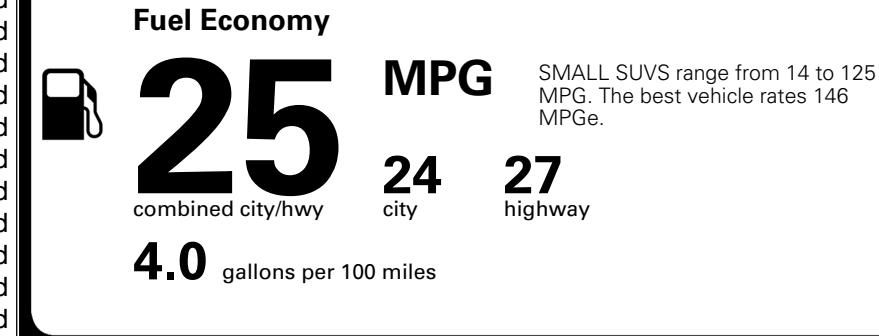 Fuel Economy
25 MPG
SMALL SUVS range from 14 to 125
MPG. The best vehicle rates 146
MPGe.
24 27
combined city/hwy city highway
4.0 gallons per 100 miles
d
d
d
d
d
d
d
d
d
d
d